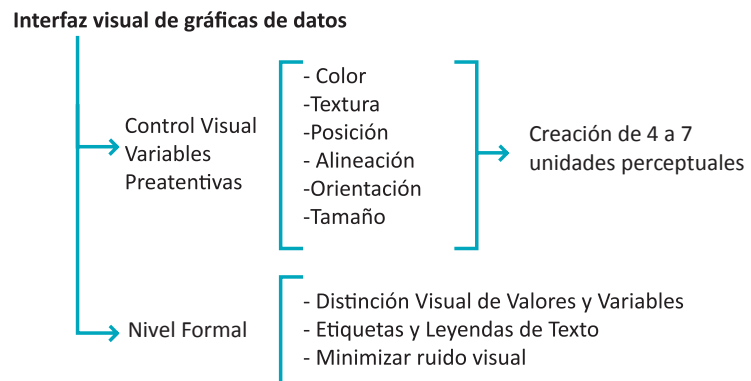 Interfaz visual de gráficas de datos
Control Visual
Variables
Preatentivas
- Color
-Textura
-Posición
- Alineación
-Orientación
-Tamaño
Creación de 4 a 7
unidades perceptuales
Nivel Formal
- Distinción Visual de Valores y Variables
- Etiquetas y Leyendas de Texto
- Minimizar ruido visual